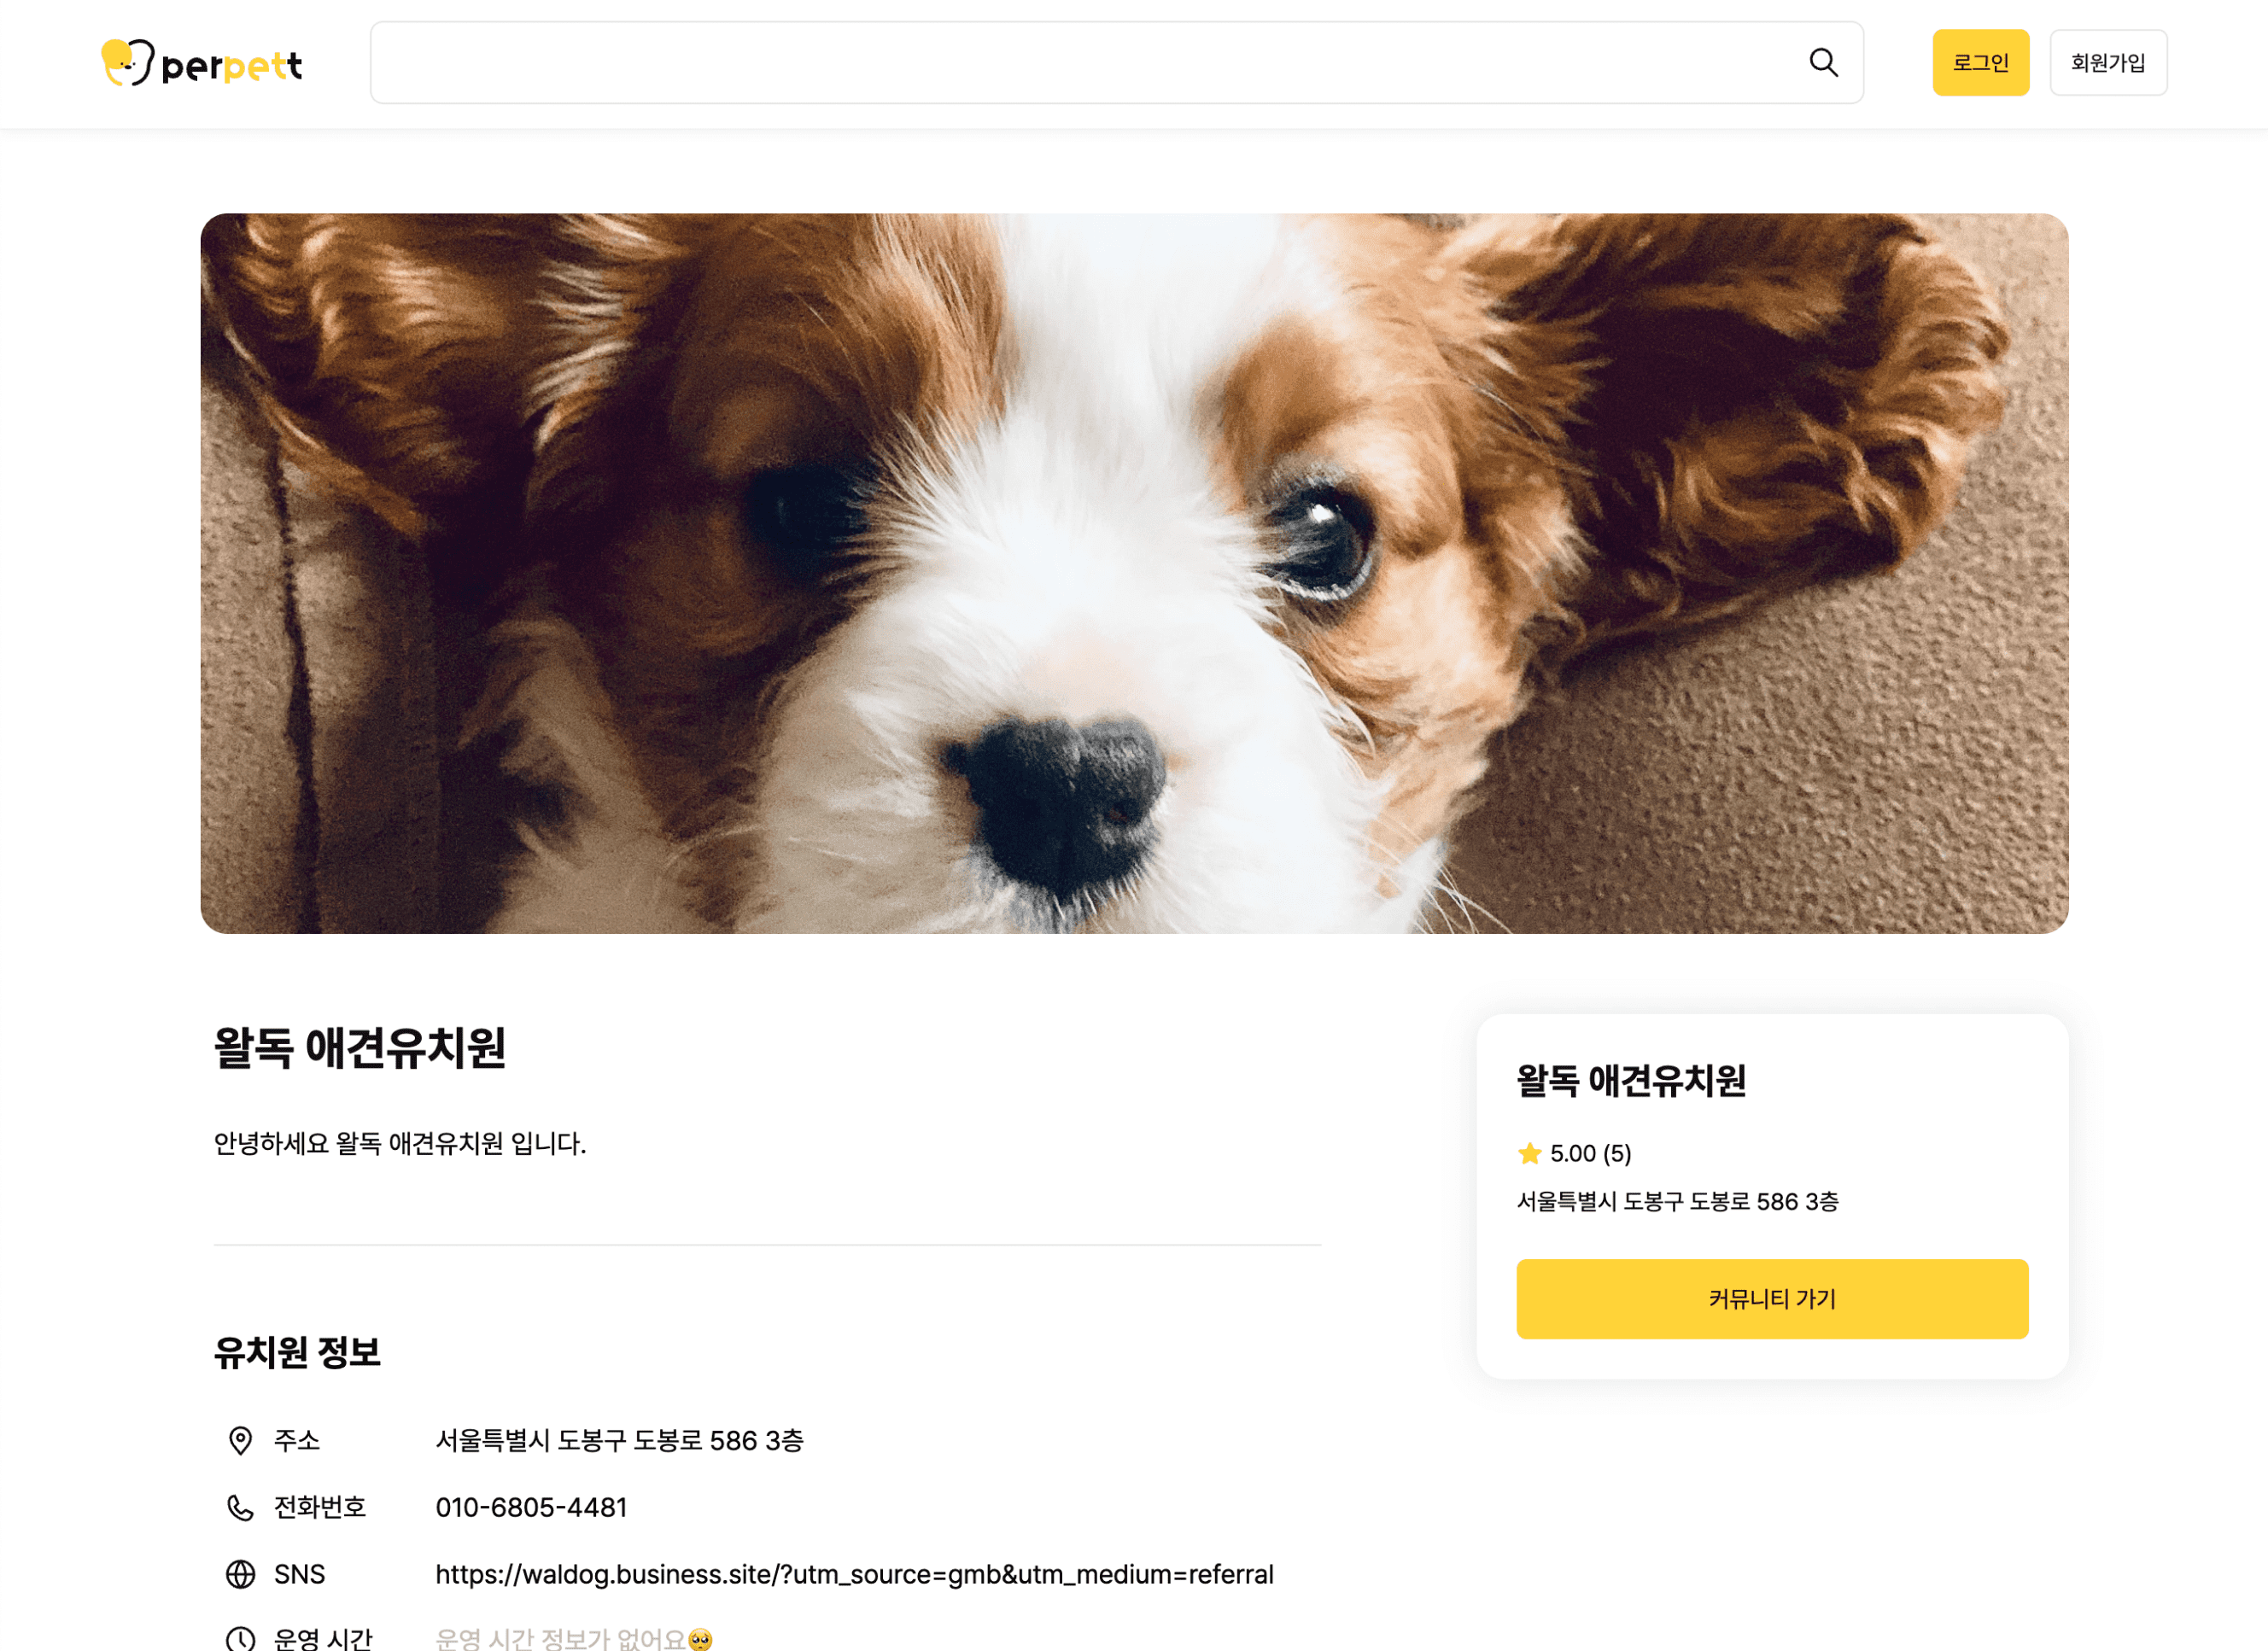 perpett
로그인
회원가입
왈독 애견유치원
안녕하세요 왈독 애견유치원 입니다.
유치원 정보
주소 서울특별시 도봉구 도봉로 586 3층
전화번호 010-6805-4481
SNS https://waldog.business.site/?utm_source=gmb&utm_medium=referral
운영 시간 운영 시간 정보가 없어요🥺
왈독 애견유치원
5.00 (5)
서울특별시 도봉구 도봉로 586 3층
커뮤니티 가기